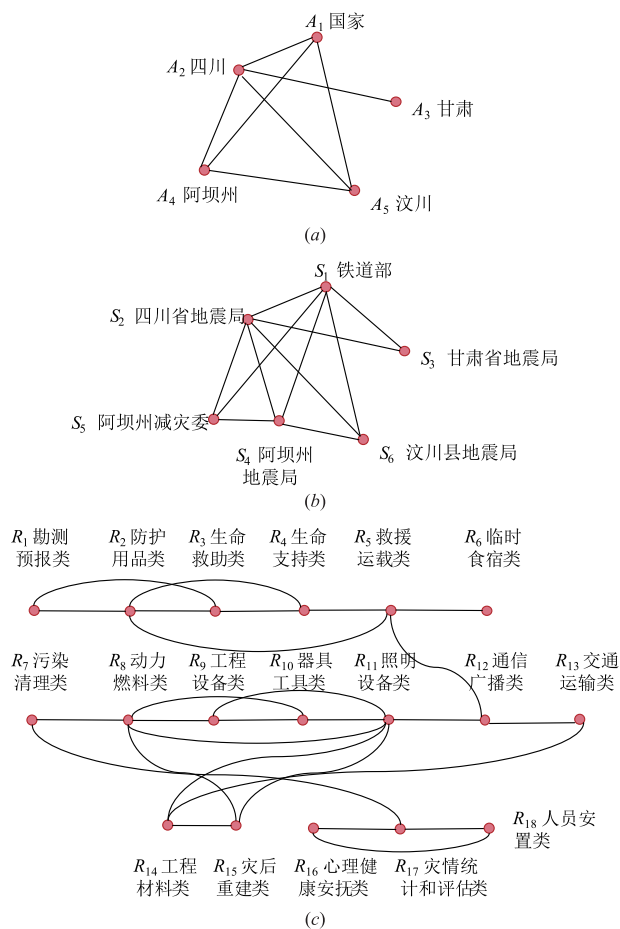 A1 国家
A2 四川
A3 甘肃
A4 阿坝州
A5 汶川
(a)
S1 铁道部
S2 四川省地震局
S3 甘肃省地震局
S5 阿坝州减灾委
S4 阿坝州
地震局
S6 汶川县地震局
(b)
R1 勘测
预报类
R2 防护
用品类
R3 生命
救助类
R4 生命
支持类
R5 救援
运载类
R6 临时
食宿类
R7 污染
清理类
R8 动力
燃料类
R9 工程
设备类
R10 器具
工具类
R11 照明
设备类
R12 通信
广播类
R13 交通
运输类
R14 工程
材料类
R15 灾后
重建类
R16 心理健
康安抚类
R17 灾情统
计和评估类
R18 人员安
置类
(c)